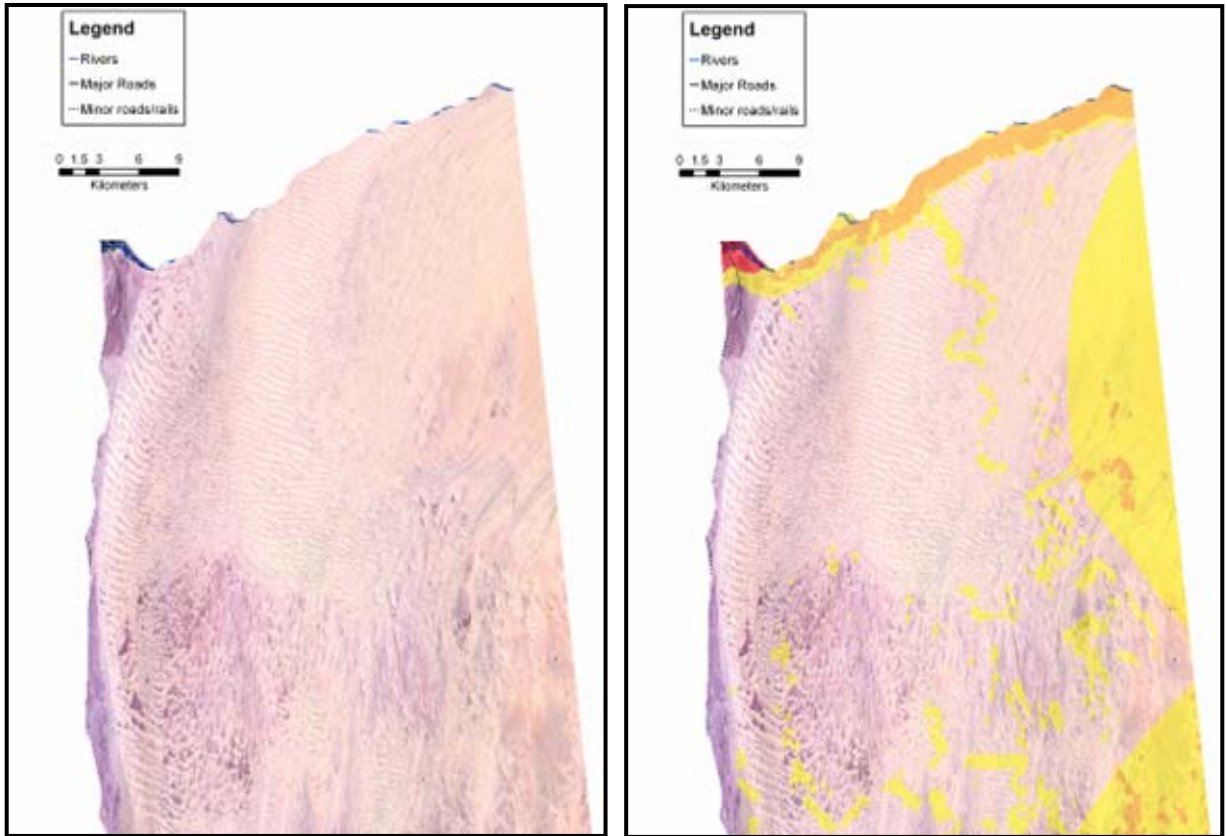 Legend
Rivers
Major Roads
Minor roads/rails
0 1.5 3 6 9
Kilometers
Legend
Rivers
Major Roads
Minor roads/rails
0 1.5 3 6 9
Kilometers